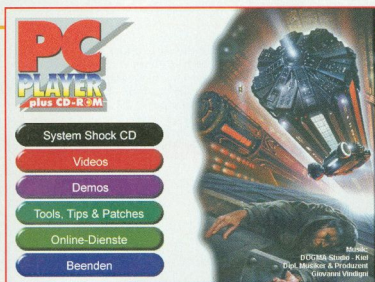 PC
PLAYER
plus CD-ROM
System Shock CD
Videos
Demos
Tools, Tips & Patches
Online-Dienste
Beenden
Musik:
DOGMA-Studio - Kiel
Dipl. Musiker & Produzent
Giovanni Vindigni